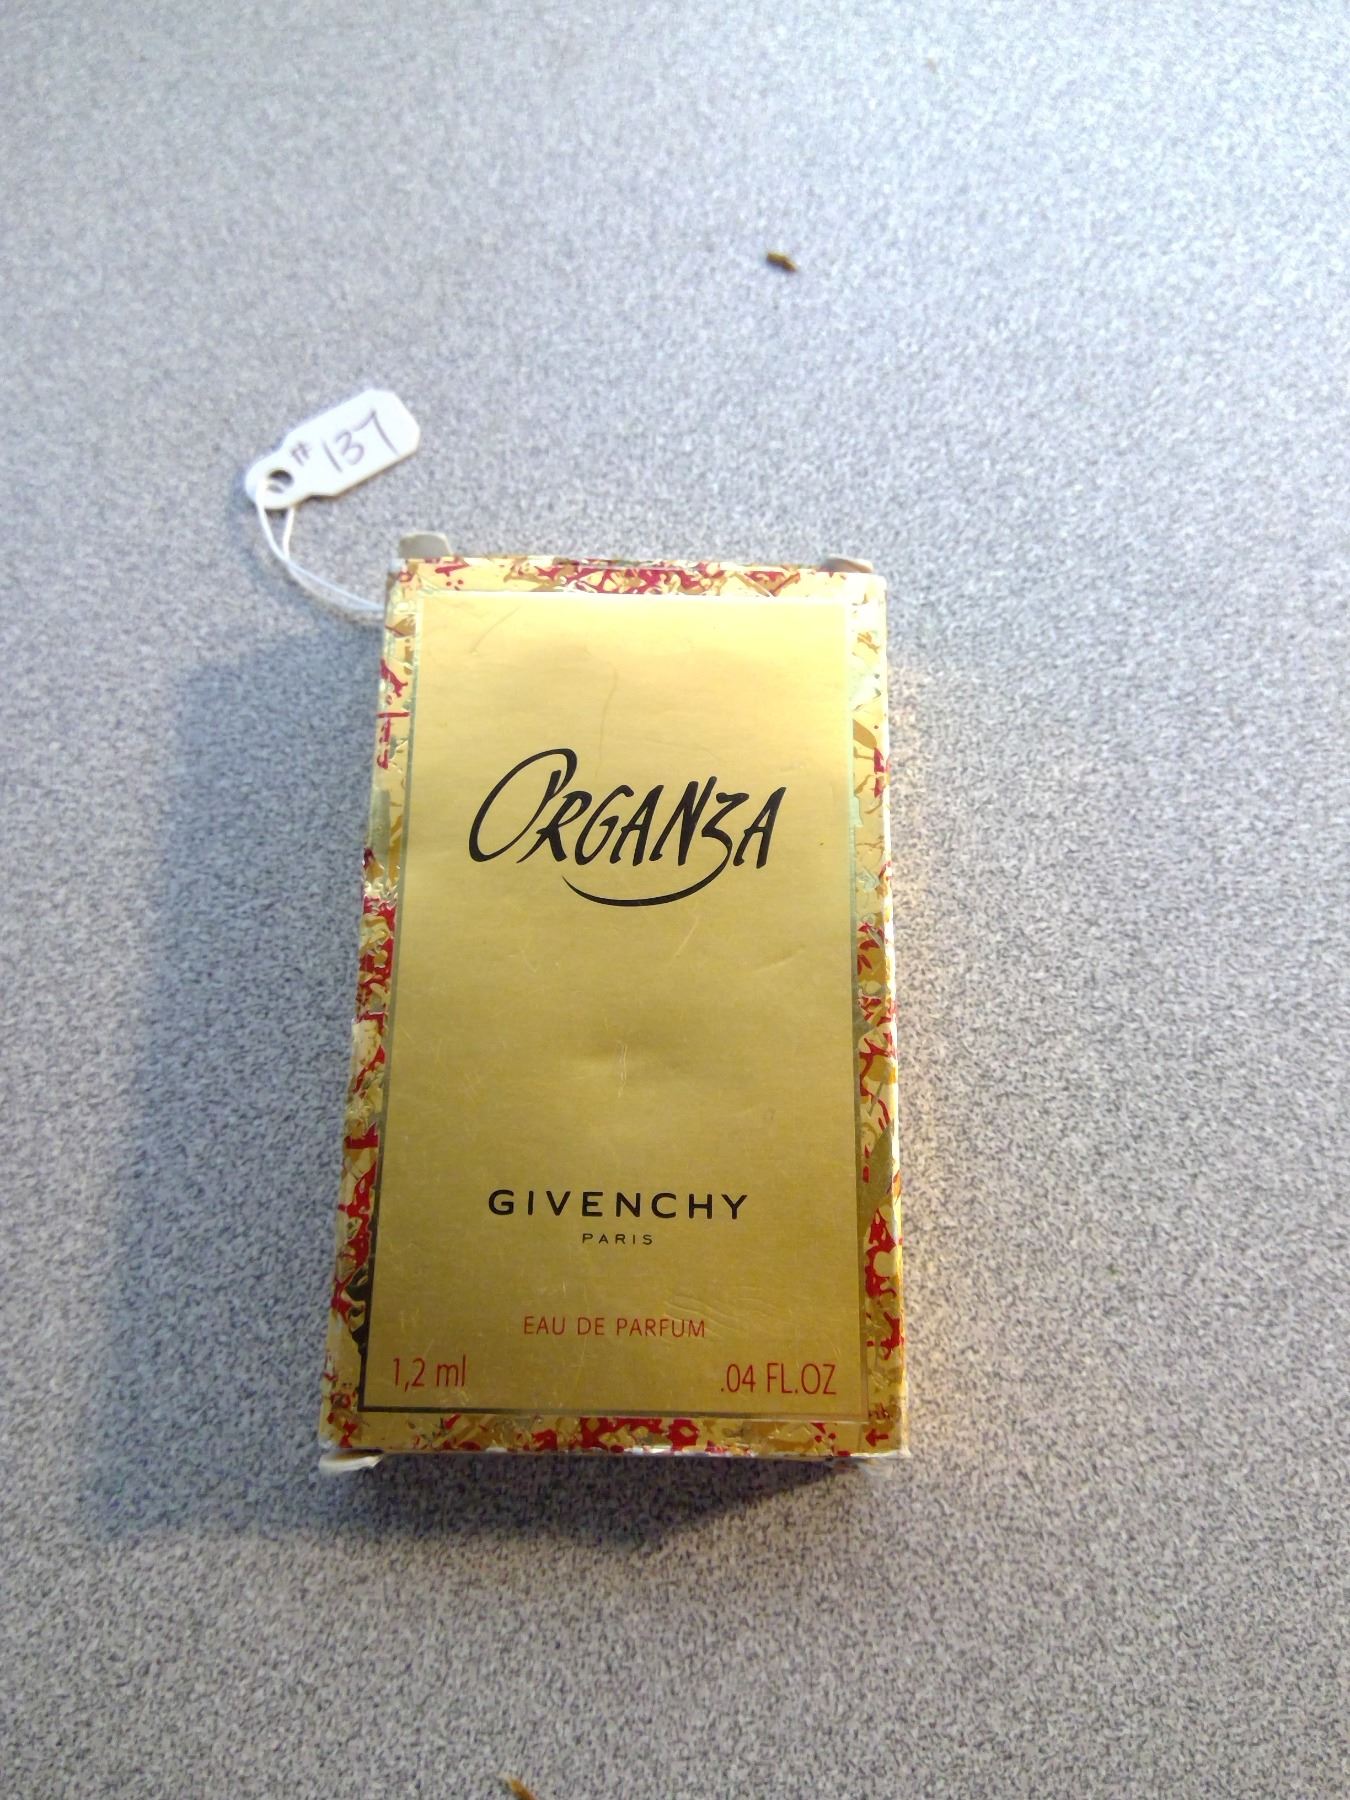 #137
ORGANZA
GIVENCHY
PARIS
EAU DE PARFUM
1,2 ml .04 FL.OZ